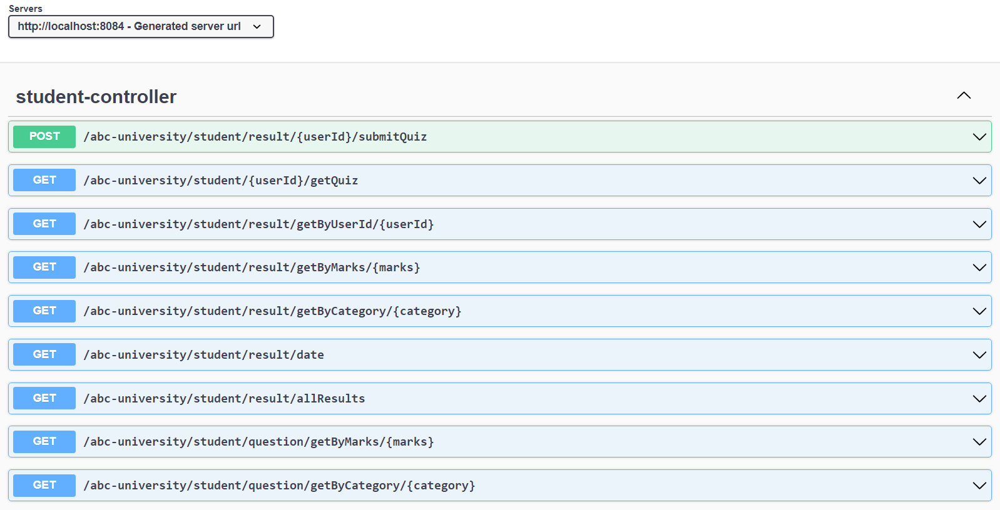 Servers
http://localhost:8084 - Generated server url
student-controller
POST /abc-university/student/result/{userId}/submitQuiz
GET /abc-university/student/{userId}/getQuiz
GET /abc-university/student/result/getByUserId/{userId}
GET /abc-university/student/result/getByMarks/{marks}
GET /abc-university/student/result/getByCategory/{category}
GET /abc-university/student/result/date
GET /abc-university/student/result/allResults
GET /abc-university/student/question/getByMarks/{marks}
GET /abc-university/student/question/getByCategory/{category}